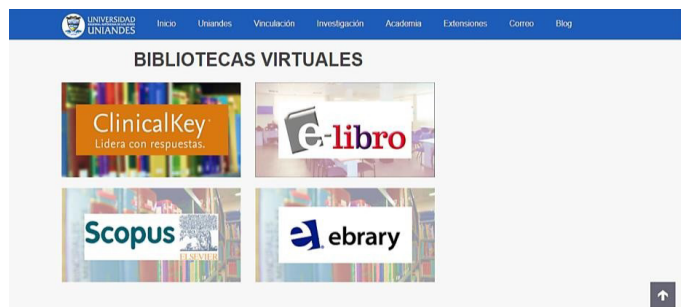 UNIVERSIDAD
UNIANDES
Inicio Uniandes Vinculación Investigación Academia Extensiones Correo Blog
BIBLIOTECAS VIRTUALES
ClinicalKey
Lidera con respuestas.
e-libro
Scopus
ELSEVIER
ebrary